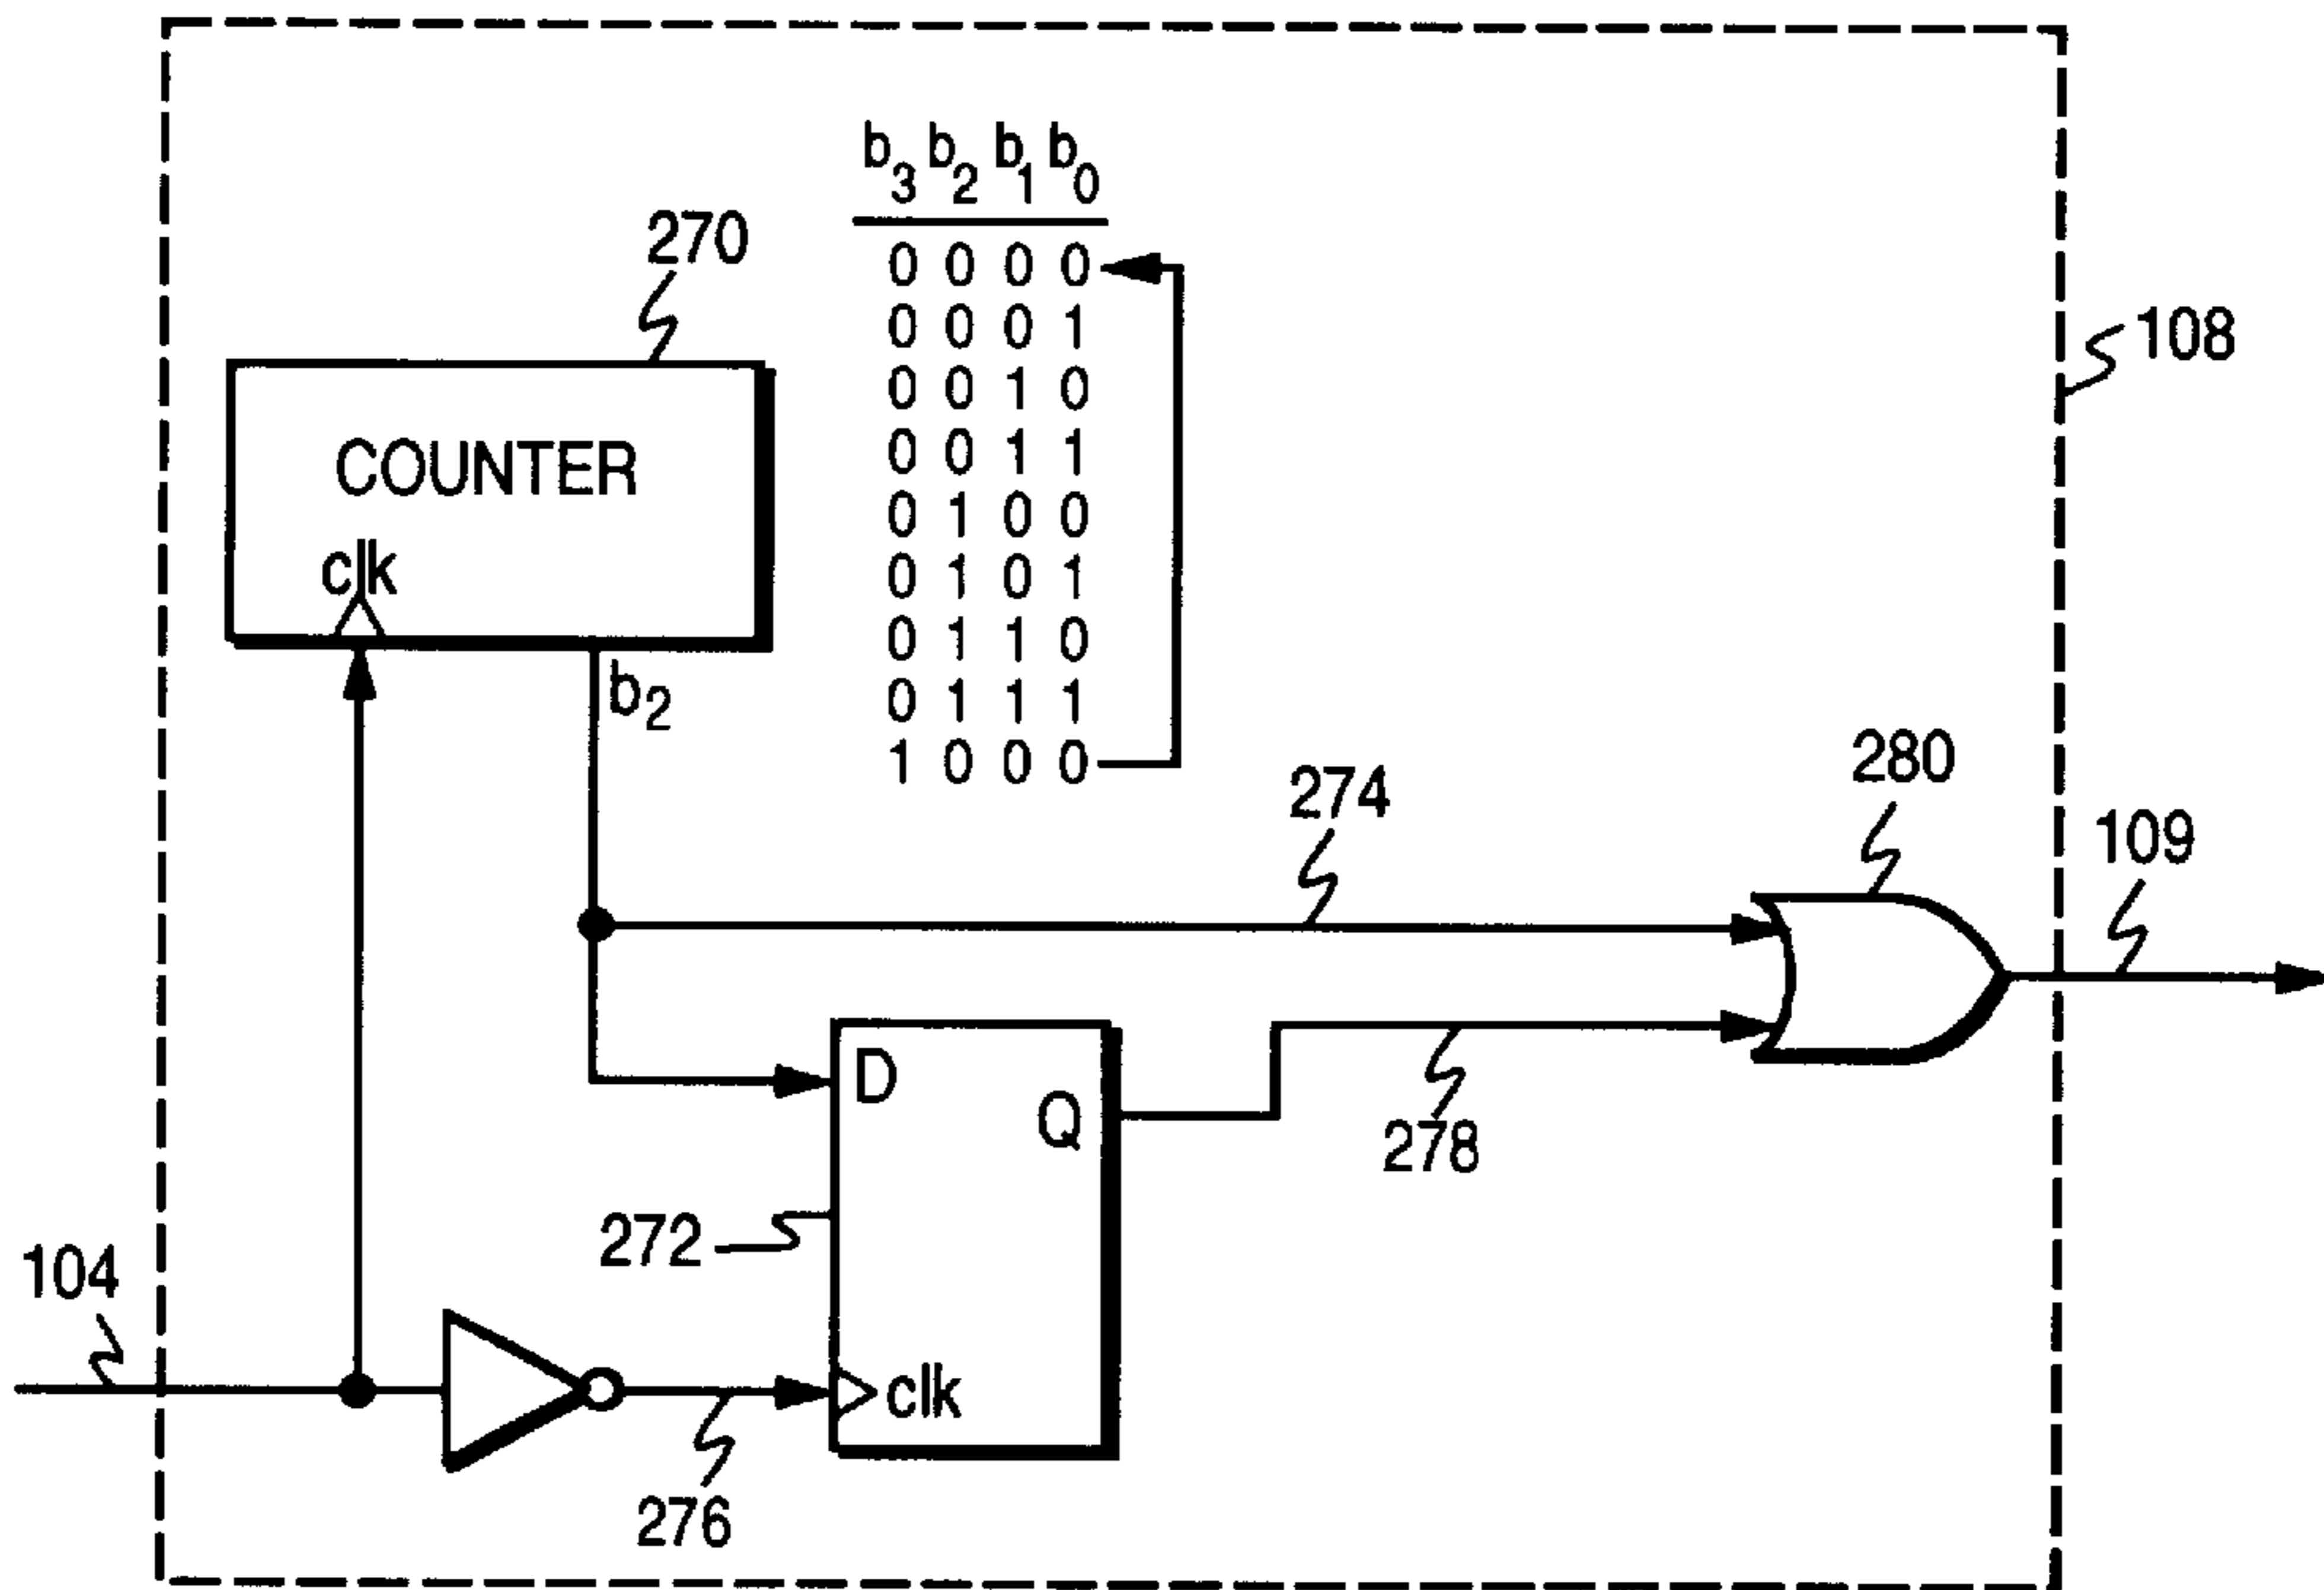 b3 b2 b1 b0
270
0 0 0 0
0 0 0 1
108
0 0 1 0
COUNTER
0 0 1 1
0 1 0 0
clk
0 1 0 1
0 1 1 0
b2
0 1 1 1
1 0 0 0
280
274
109
D
Q
278
272
104
clk
276